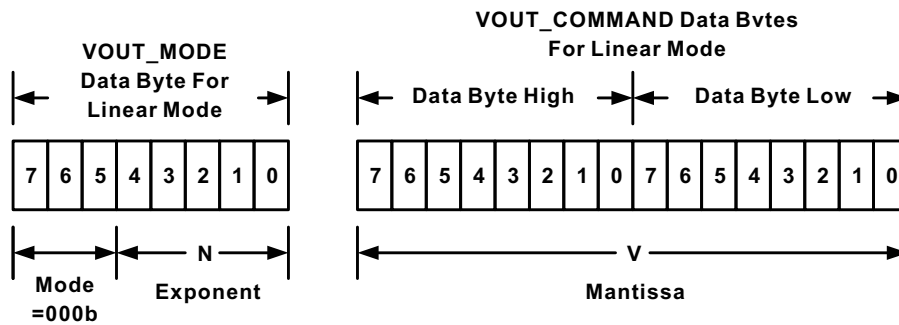 VOUT_MODE
Data Byte For
Linear Mode
VOUT_COMMAND Data Bvtes
For Linear Mode
Data Byte High
Data Byte Low
7 6 5 4 3 2 1 0
7 6 5 4 3 2 1 0 7 6 5 4 3 2 1 0
N
V
Mode
=000b
Exponent
Mantissa